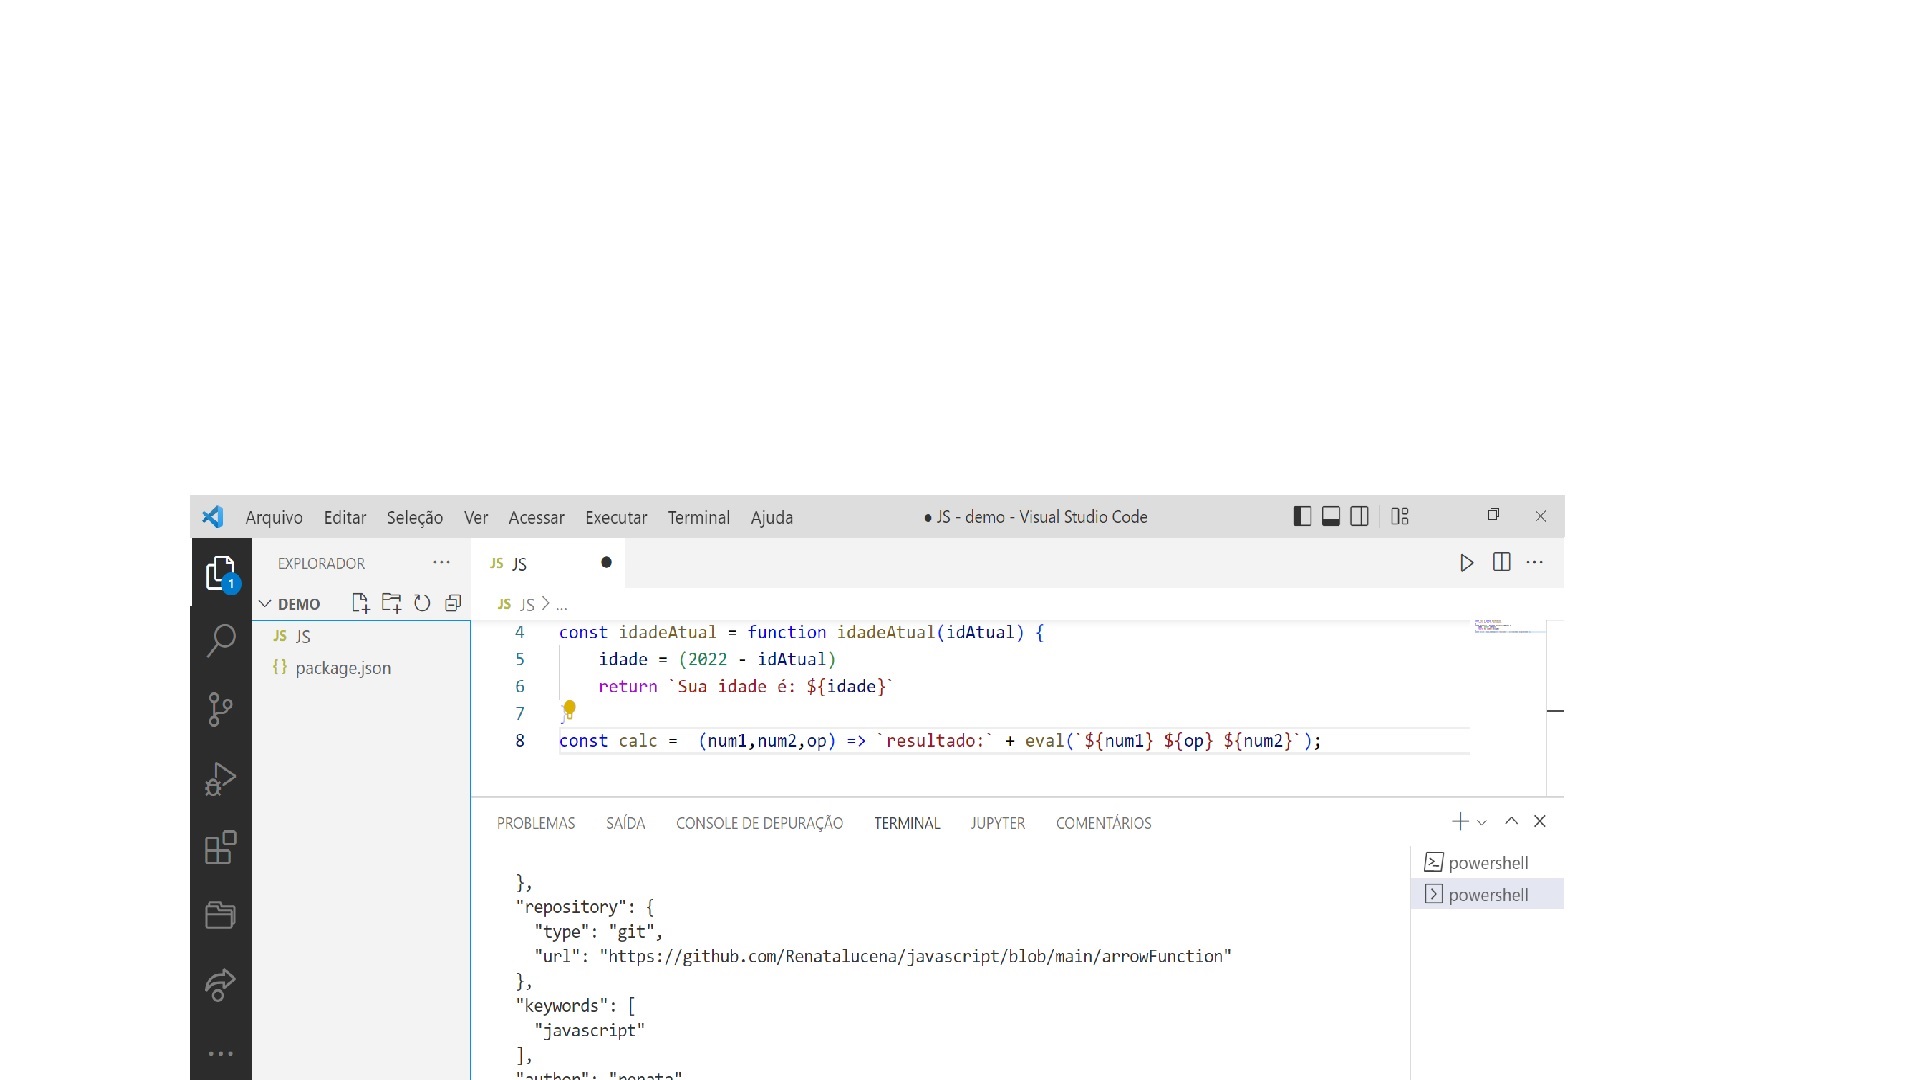 Arquivo Editar Seleção Ver Acessar Executar Terminal Ajuda ● JS - demo - Visual Studio Code
EXPLORADOR ...
JS JS ●
1
DEMO
JS JS > ...
JS JS
{} package.json
4 const idadeAtual = function idadeAtual(idAtual) {
5 idade = (2022 - idAtual)
6 return `Sua idade é: ${idade}`
7 }
8 const calc = (num1,num2,op) => `resultado:` + eval(`${num1} ${op} ${num2}`);
PROBLEMAS SAÍDA CONSOLE DE DEPURAÇÃO TERMINAL JUPYTER COMENTÁRIOS
powershell
powershell
},
"repository": {
"type": "git",
"url": "https://github.com/Renatalucena/javascript/blob/main/arrowFunction"
},
"keywords": [
"javascript"
],
"author": "renata"